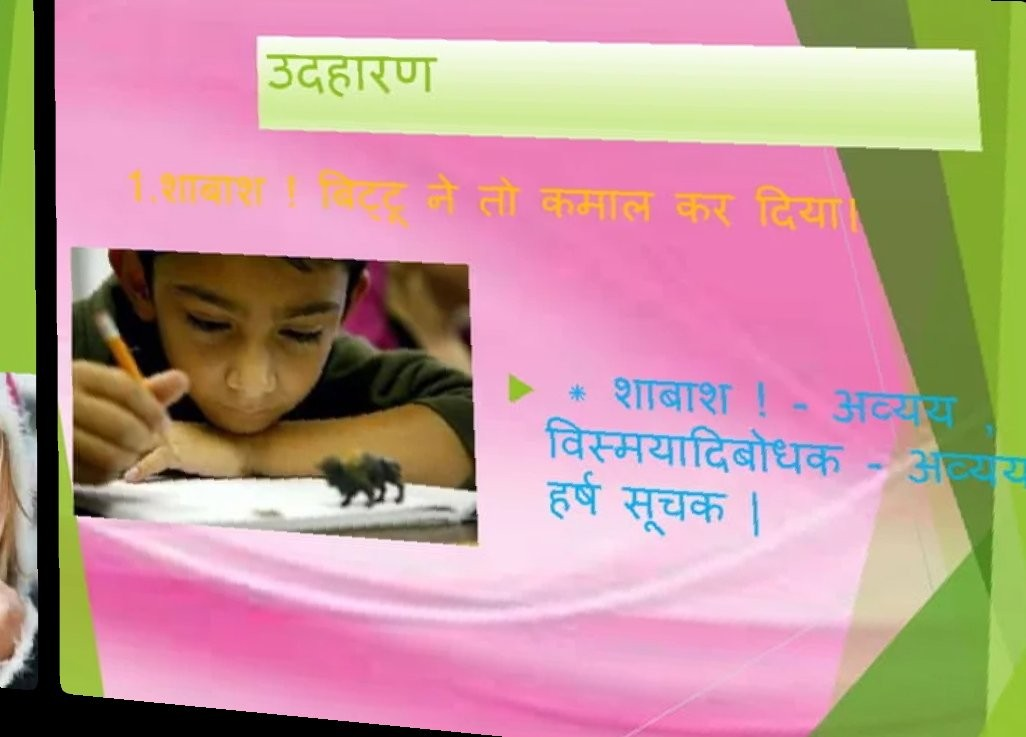 उदहारण
1.शाबाश ! बिट्टू ने तो कमाल कर दिया।
* शाबाश ! - अव्यय ,
विस्मयादिबोधक - अव्यय
हर्ष सूचक |